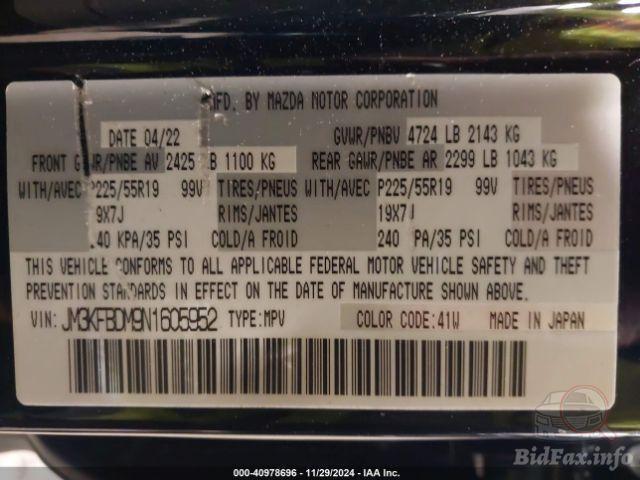 MFD. BY MAZDA MOTOR CORPORATION
DATE 04/22 GVWR/PNBV 4724 LB 2143 KG
FRONT GAWR/PNBE AV 2425 LB 1100 KG REAR GAWR/PNBE AR 2299 LB 1043 KG
WITH/AVEC P225/55R19 99V TIRES/PNEUS WITH/AVEC P225/55R19 99V TIRES/PNEUS
19X7J RIMS/JANTES 19X7J RIMS/JANTES
240 KPA/35 PSI COLD/A FROID 240 PA/35 PSI COLD/A FROID
THIS VEHICLE CONFORMS TO ALL APPLICABLE FEDERAL MOTOR VEHICLE SAFETY AND THEFT
PREVENTION STANDARDS IN EFFECT ON THE DATE OF MANUFACTURE SHOWN ABOVE.
VIN: JM3KFBDM9N1605952 TYPE:MPV COLOR CODE:41W MADE IN JAPAN
000-40978696 - 11/29/2024 - IAA Inc.
BidFax.info